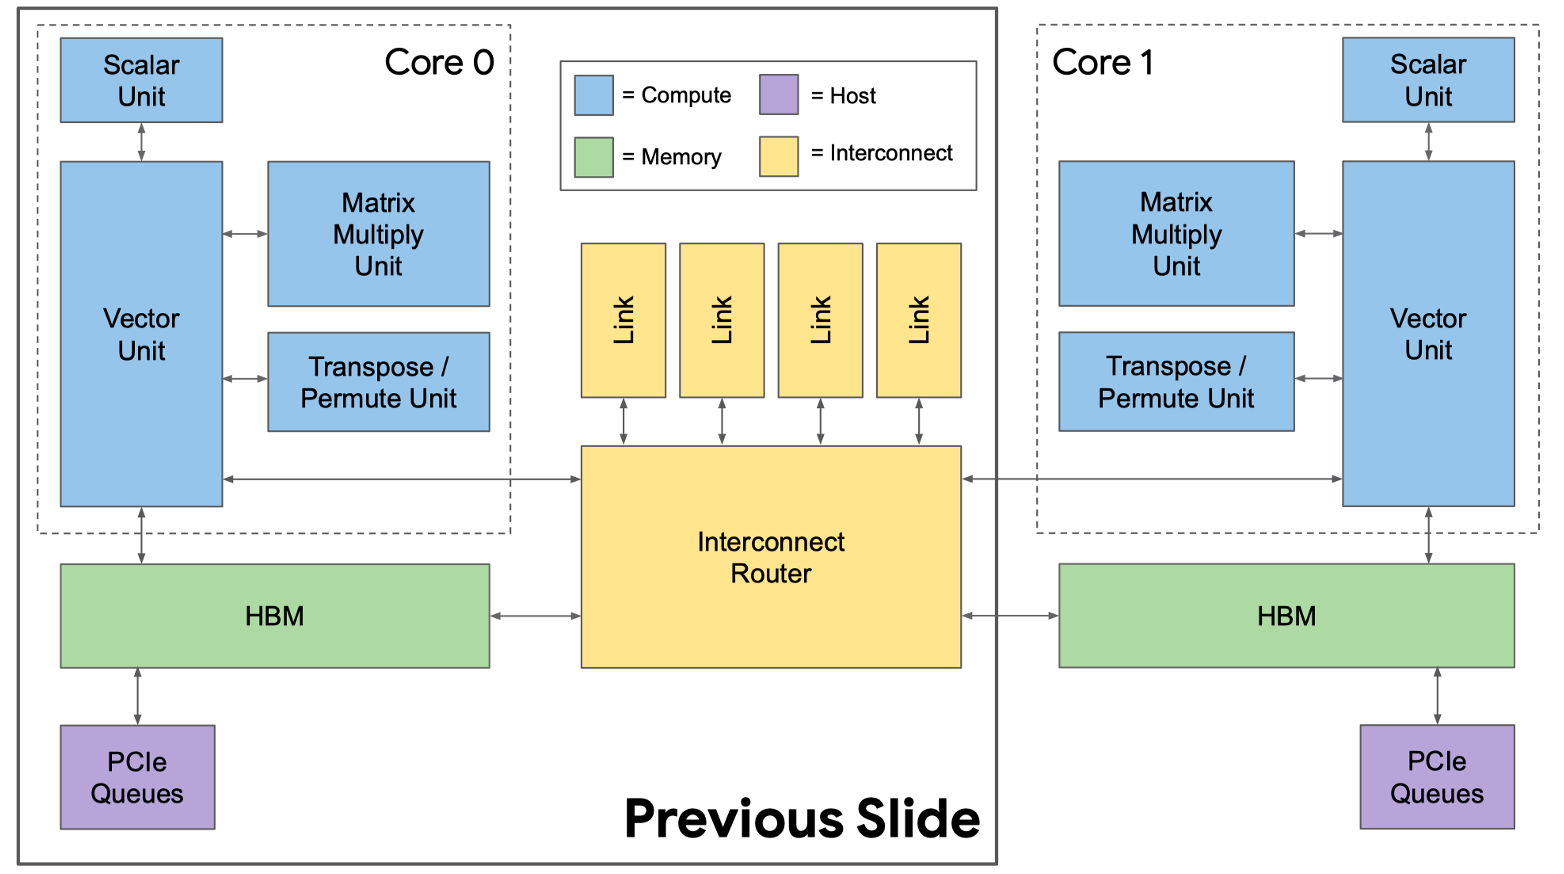 Core 0
Scalar
Unit
Vector
Unit
Matrix
Multiply
Unit
Transpose /
Permute Unit
= Compute
= Host
= Memory
= Interconnect
Link
Link
Link
Link
Interconnect
Router
HBM
PCIe
Queues
Previous Slide
Core 1
Scalar
Unit
Matrix
Multiply
Unit
Transpose /
Permute Unit
Vector
Unit
HBM
PCIe
Queues